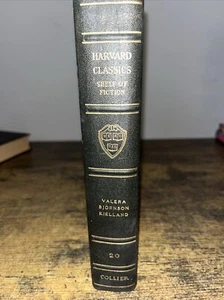 HARVARD
CLASSICS
SHELF OF
FICTION
VALERA
BJÖRNSON
KIELLAND
20
COLLIER